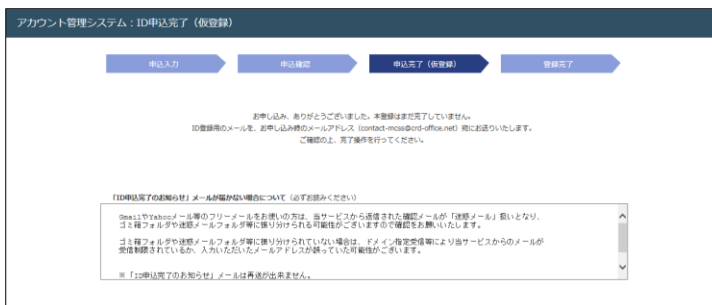 アカウント管理システム：ID申込完了（仮登録）
申込入力
申込確認
申込完了（仮登録）
登録完了
お申し込み、ありがとうございました。本登録はまだ完了していません。
ID登録用のメールを、お申し込み時のメールアドレス（contact-mcss@crd-office.net）宛にお送りいたします。
ご確認の上、完了操作を行ってください。
「ID申込完了のお知らせ」メールが届かない場合について（必ずお読みください）
GmailやYahooメール等のフリーメールをお使いの方は、当サービスから返信された確認メールが「迷惑メール」扱いとなり、
ゴミ箱フォルダや迷惑メールフォルダ等に振り分けられる可能性がございますので確認をお願いいたします。
ゴミ箱フォルダや迷惑メールフォルダ等に振り分けられていない場合は、ドメイン指定受信等により当サービスからのメールが
受信制限されているか、入力いただいたメールアドレスが誤っていた可能性がございます。
※「ID申込完了のお知らせ」メールは再送が出来ません。